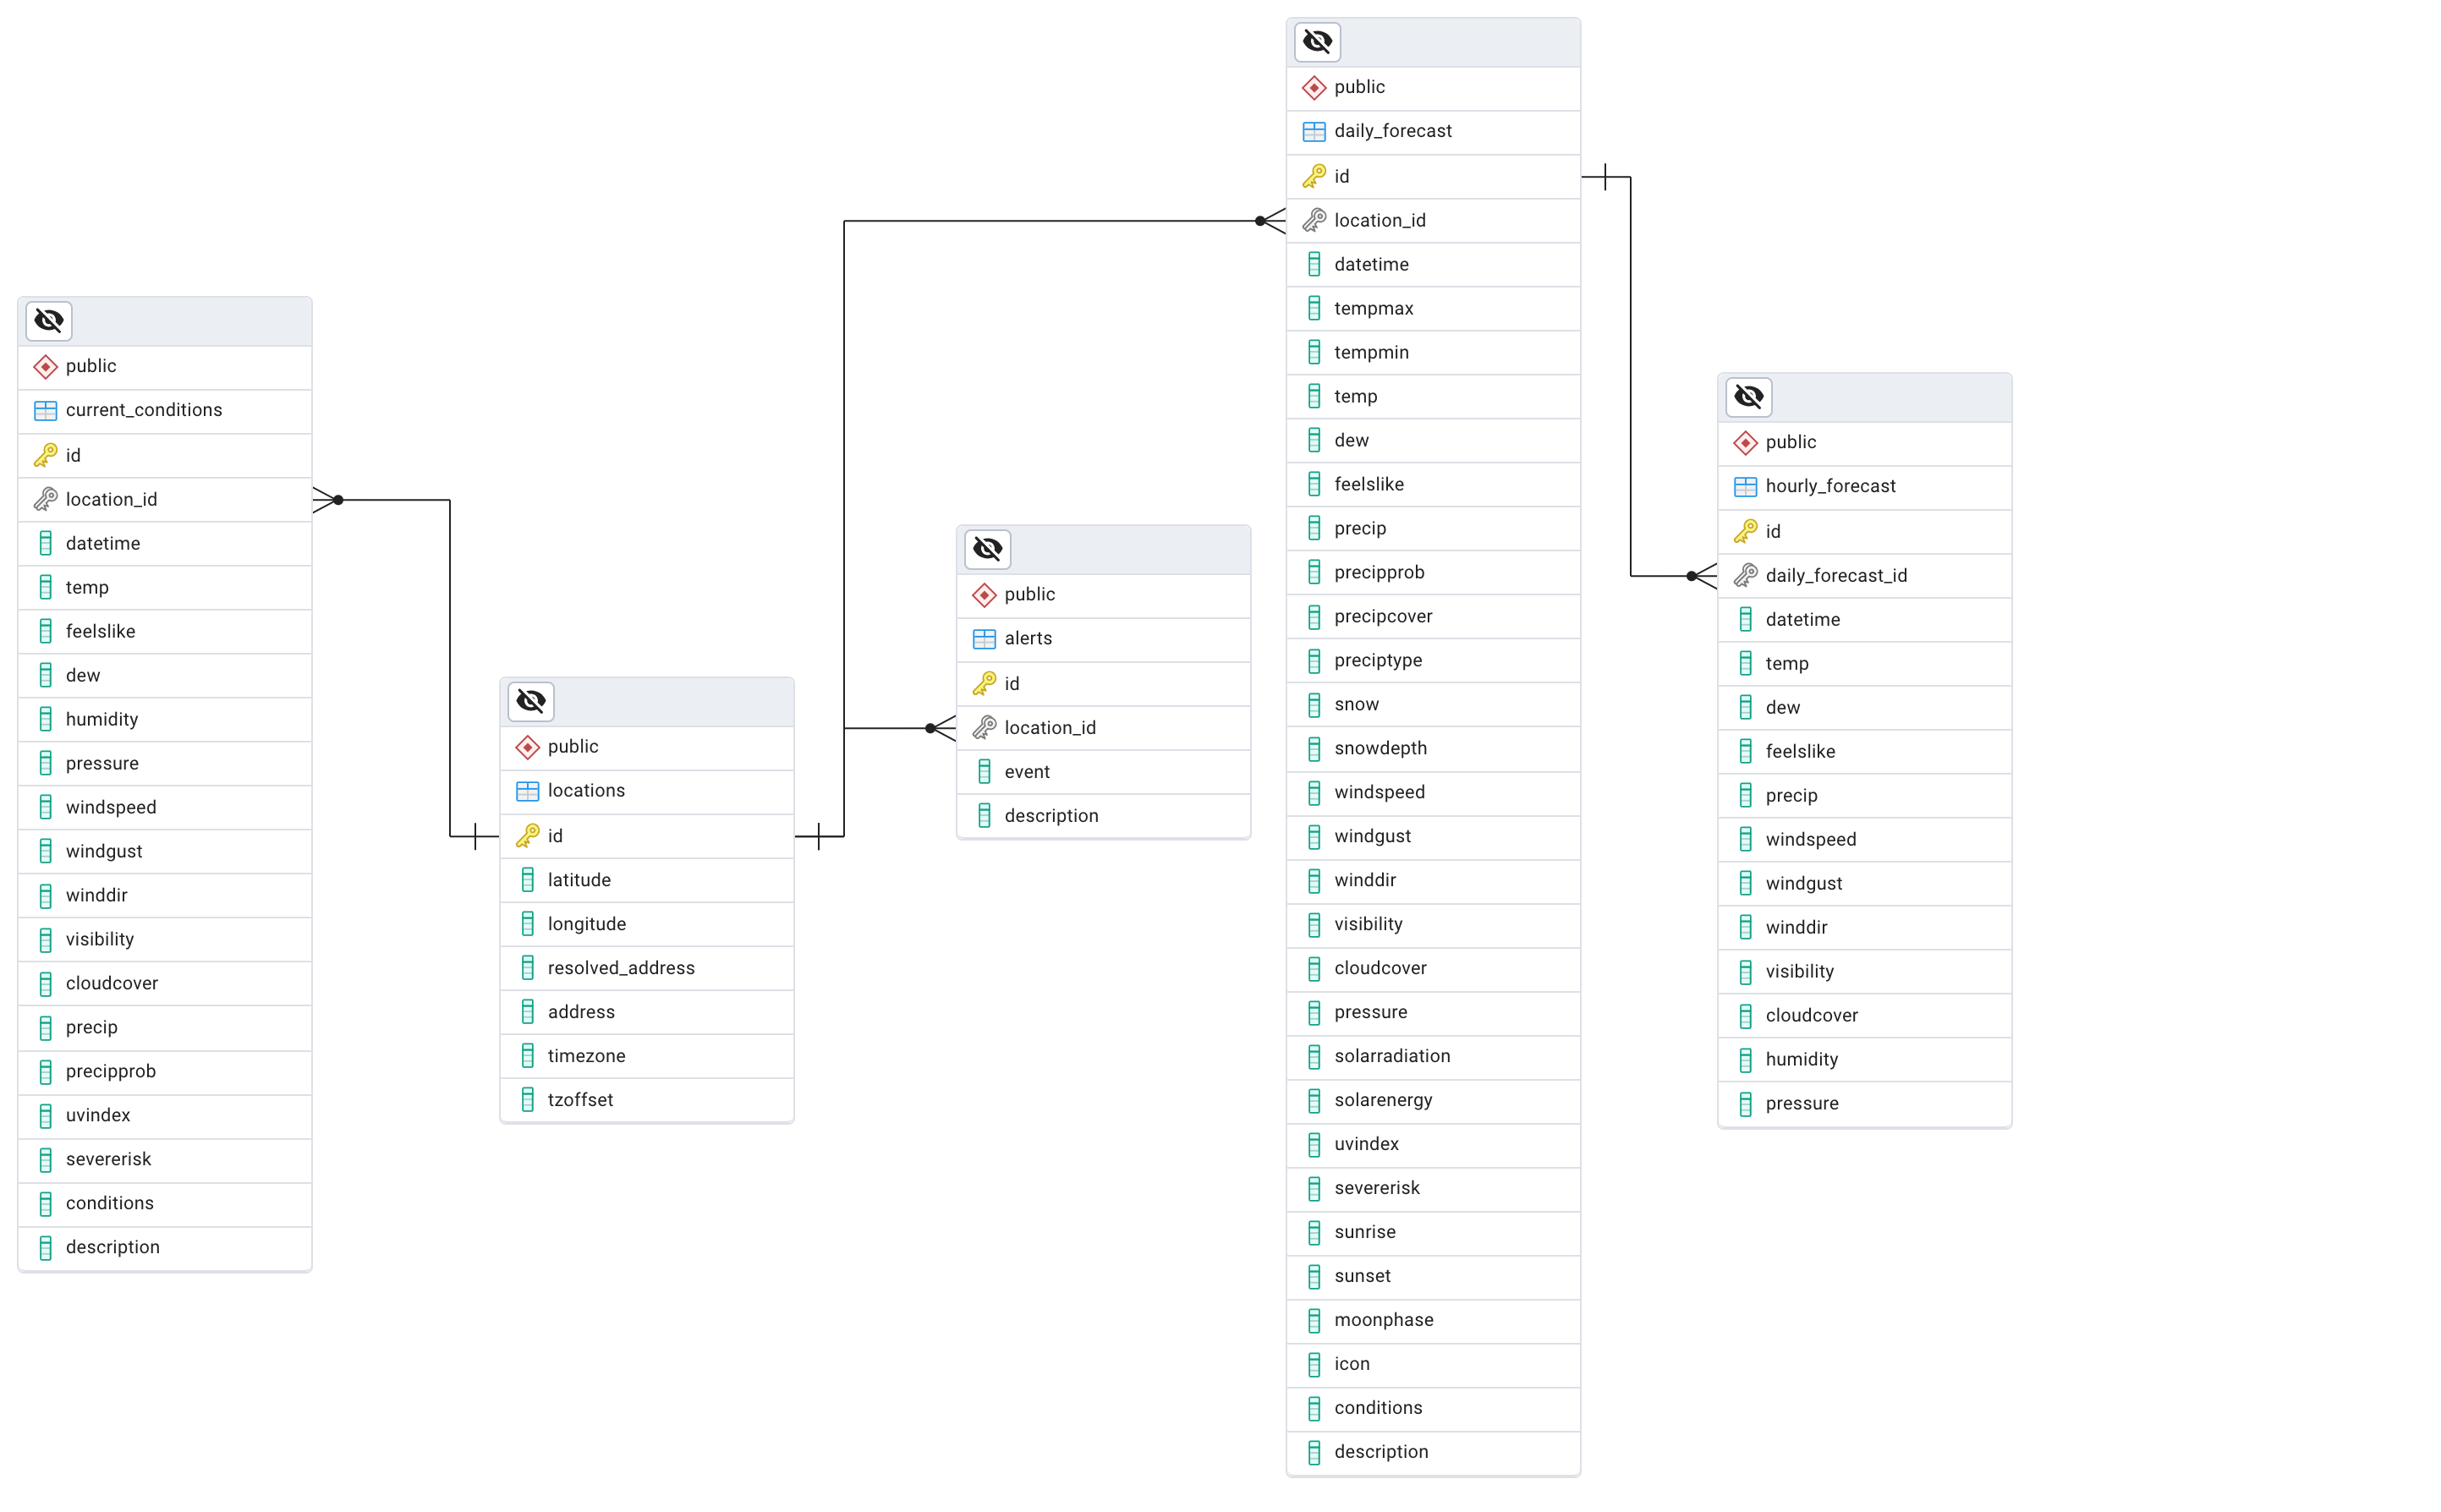 public
current_conditions
id
location_id
datetime
temp
feelslike
dew
humidity
pressure
windspeed
windgust
winddir
visibility
cloudcover
precip
precipprob
uvindex
severerisk
conditions
description
public
locations
id
latitude
longitude
resolved_address
address
timezone
tzoffset
public
alerts
id
location_id
event
description
public
daily_forecast
id
location_id
datetime
tempmax
tempmin
temp
dew
feelslike
precip
precipprob
precipcover
preciptype
snow
snowdepth
windspeed
windgust
winddir
visibility
cloudcover
pressure
solarradiation
solarenergy
uvindex
severerisk
sunrise
sunset
moonphase
icon
conditions
description
public
hourly_forecast
id
daily_forecast_id
datetime
temp
dew
feelslike
precip
windspeed
windgust
winddir
visibility
cloudcover
humidity
pressure